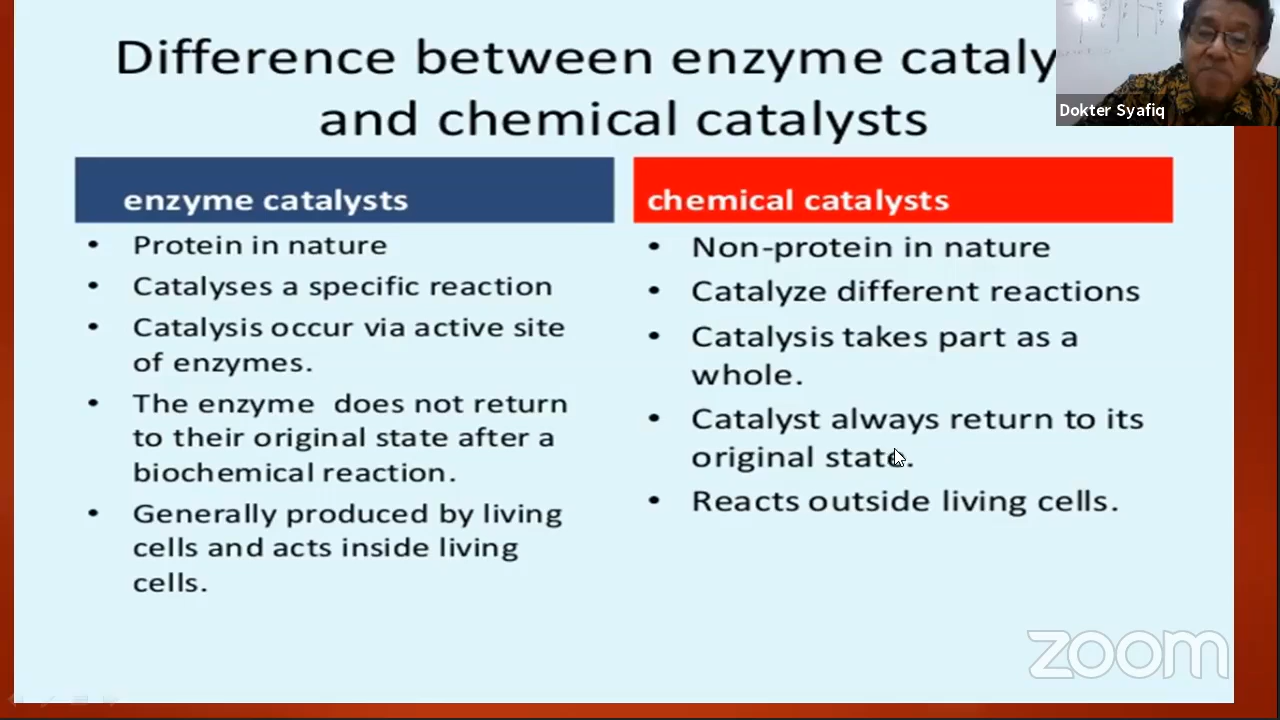 Difference between enzyme cataly
and chemical catalysts
Dokter Syafiq
enzyme catalysts
• Protein in nature
• Catalyses a specific reaction
• Catalysis occur via active site
of enzymes.
• The enzyme does not return
to their original state after a
biochemical reaction.
• Generally produced by living
cells and acts inside living
cells.
chemical catalysts
• Non-protein in nature
• Catalyze different reactions
• Catalysis takes part as a
whole.
• Catalyst always return to its
original state.
• Reacts outside living cells.
zoom